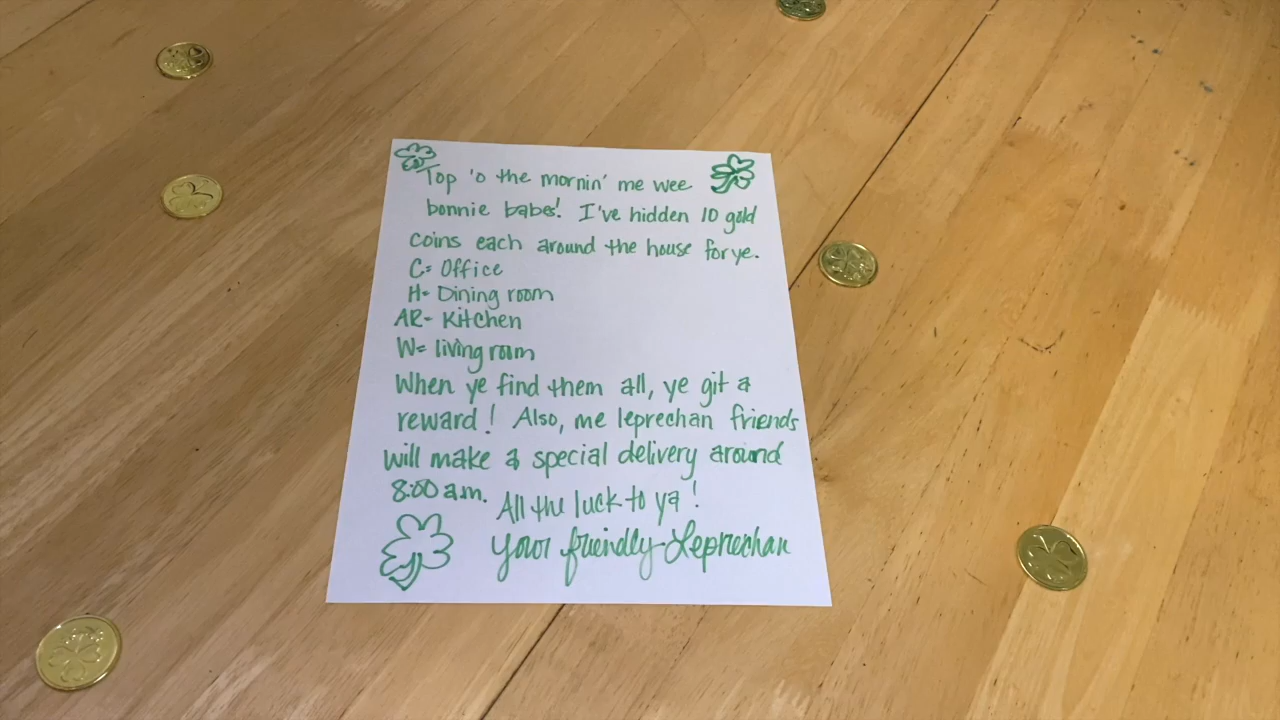 Top 'o the mornin' me wee
bonnie babes! I've hidden 10 gold
coins each around the house for ye.
C= Office
H= Dining room
AR- Kitchen
W= living room
When ye find them all, ye git a
reward! Also, me leprechan friends
will make a special delivery around
8:00 a.m. All the luck to ya!
Your friendly Leprechan